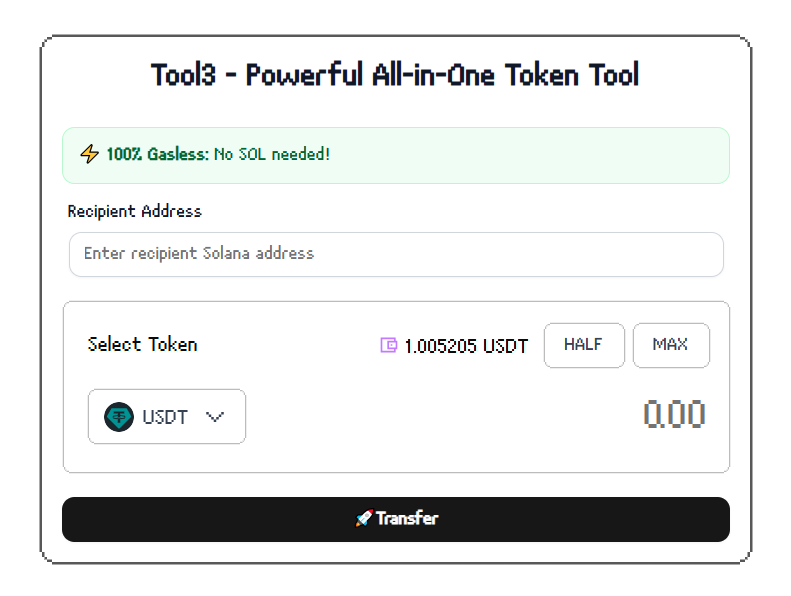 Tool3 - Powerful All-in-One Token Tool
100% Gasless: No SOL needed!
Recipient Address
Enter recipient Solana address
Select Token
1.005205 USDT
HALF
MAX
USDT
0.00
Transfer